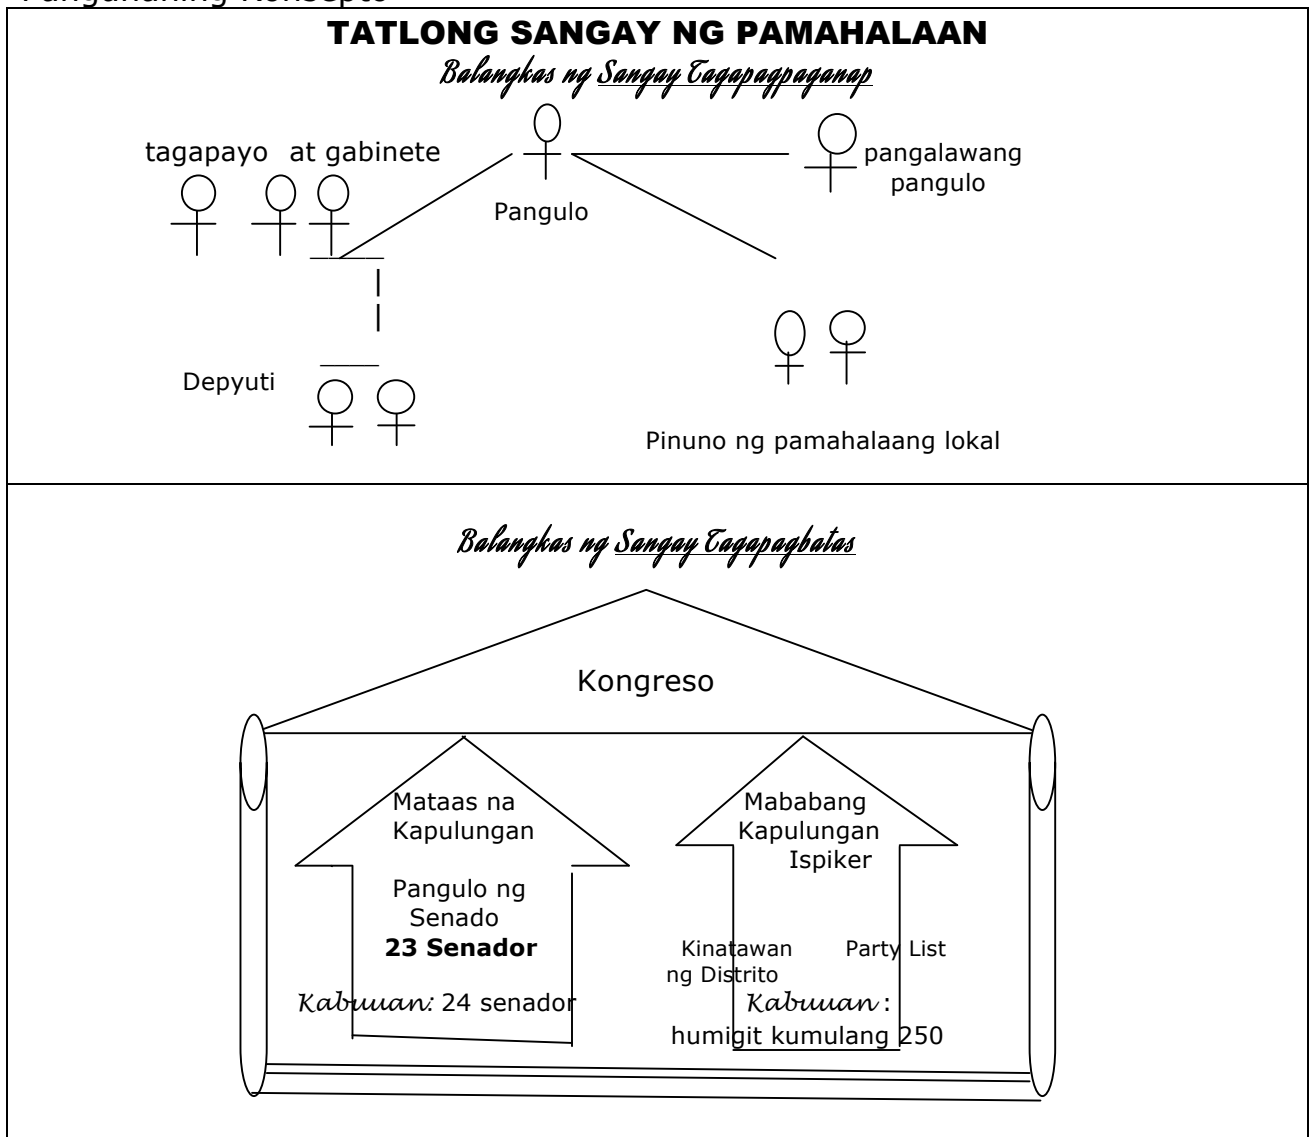 Pangunahing Konsepto
TATLONG SANGAY NG PAMAHALAAN
Balangkas ng Sangay Tagapagpaganap
tagapayo at gabinete
pangalawang
pangulo
Pangulo
Depyuti
Pinuno ng pamahalaang lokal
Balangkas ng Sangay Tagapagbatas
Kongreso
Mataas na
Kapulungan
Pangulo ng
Senado
23 Senador
Kabuuan: 24 senador
Mababang
Kapulungan
Ispiker
Kinatawan Party List
ng Distrito
Kabuuan :
humigit kumulang 250